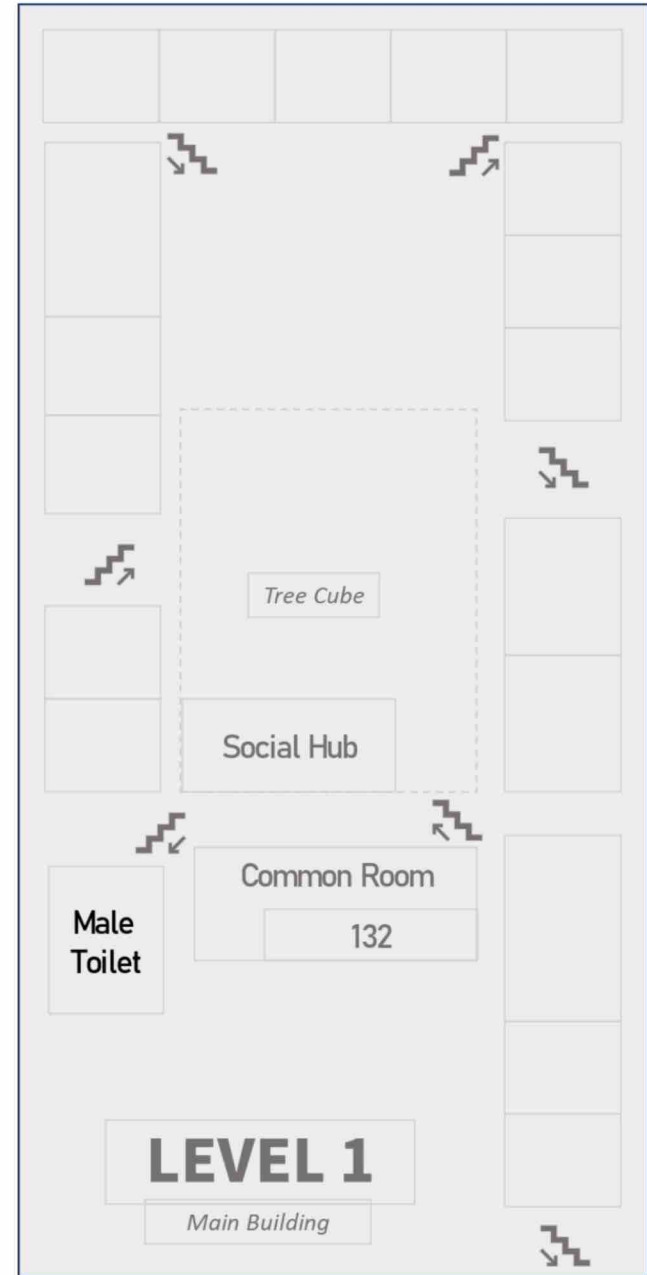 Tree Cube
Social Hub
Common Room
132
Male
Toilet
LEVEL 1
Main Building